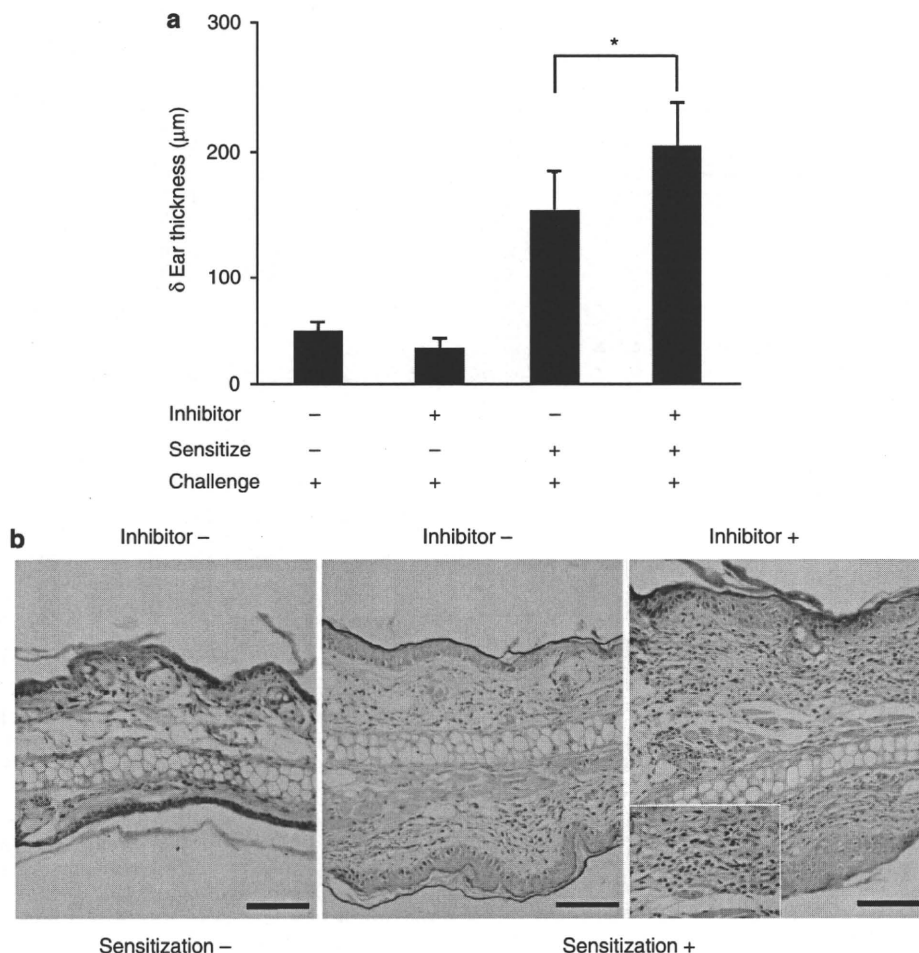 a
300
200
100
0
δ Ear thickness (μm)
*
Inhibitor – + – +
Sensitize – – + +
Challenge + + + +
b
Inhibitor – Inhibitor – Inhibitor +
Sensitization – Sensitization +